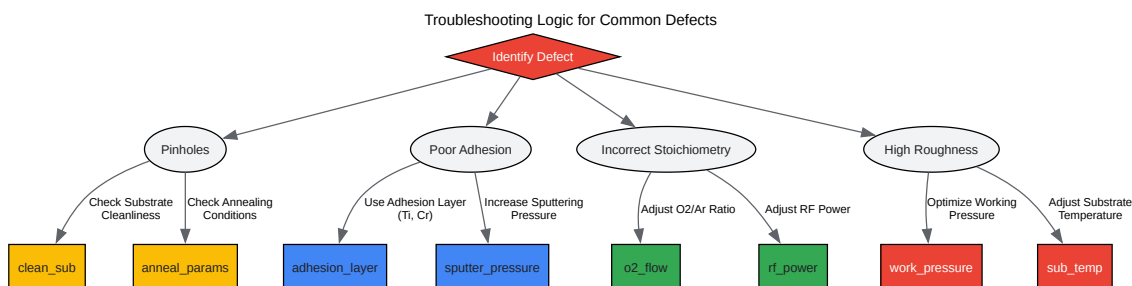 Troubleshooting Logic for Common Defects
Identify Defect
Pinholes
Poor Adhesion
Incorrect Stoichiometry
High Roughness
Check Substrate
Cleanliness
Check Annealing
Conditions
Use Adhesion Layer
(Ti, Cr)
Increase Sputtering
Pressure
Adjust O2/Ar Ratio
Adjust RF Power
Optimize Working
Pressure
Adjust Substrate
Temperature
clean_sub
anneal_params
adhesion_layer
sputter_pressure
o2_flow
rf_power
work_pressure
sub_temp